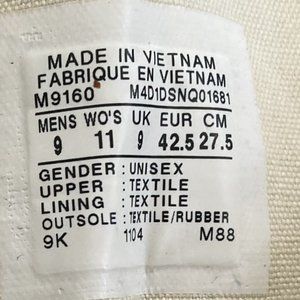 MADE IN VIETNAM
FABRIQUE EN VIETNAM
M9160 M4D1DSNQ01681
MENS WO'S UK EUR CM
9 11 9 42.5 27.5
GENDER : UNISEX
UPPER : TEXTILE
LINING : TEXTILE
OUTSOLE : TEXTILE/RUBBER
9K 1104 M88